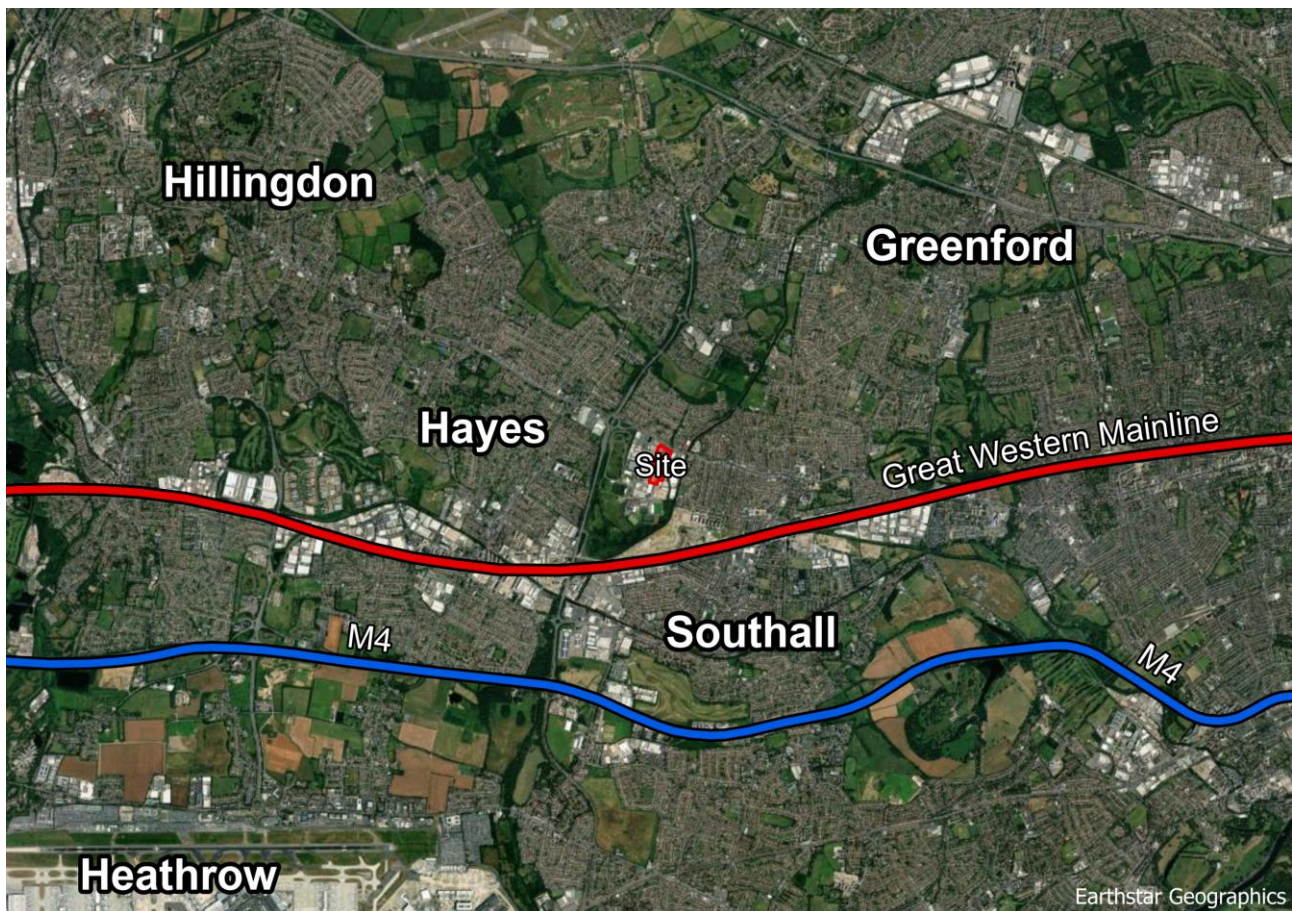 Hillingdon
Greenford
Hayes
Site
Great Western Mainline
Southall
M4
M4
Heathrow
Earthstar Geographics